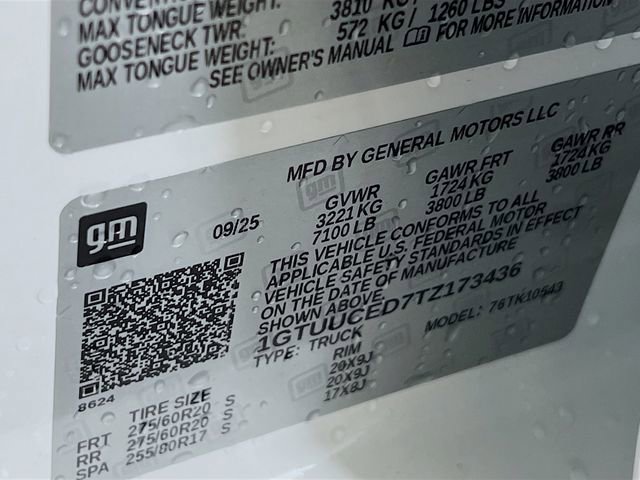 MAX TONGUE WEIGHT: 3810 KG
GOOSENECK TWR: 572 KG/ 1260 LBS
MAX TONGUE WEIGHT:
SEE OWNER'S MANUAL FOR MORE INFORMATION
MFD BY GENERAL MOTORS LLC
gm
09/25
GVWR GAWR FRT GAWR RR
3221 KG 1724 KG 1724 KG
7100 LB 3800 LB 3800 LB
THIS VEHICLE CONFORMS TO ALL
APPLICABLE U.S. FEDERAL MOTOR
VEHICLE SAFETY STANDARDS IN EFFECT
ON THE DATE OF MANUFACTURE
SHOWN ABOVE.
1GTUUCED7TZ173436
TYPE: TRUCK MODEL: 76TK10543
8624
TIRE SIZE RIM
FRT 275/60R20 S 20X9J
RR 275/60R20 S 20X9J
SPA 255/80R17 S 17X8J